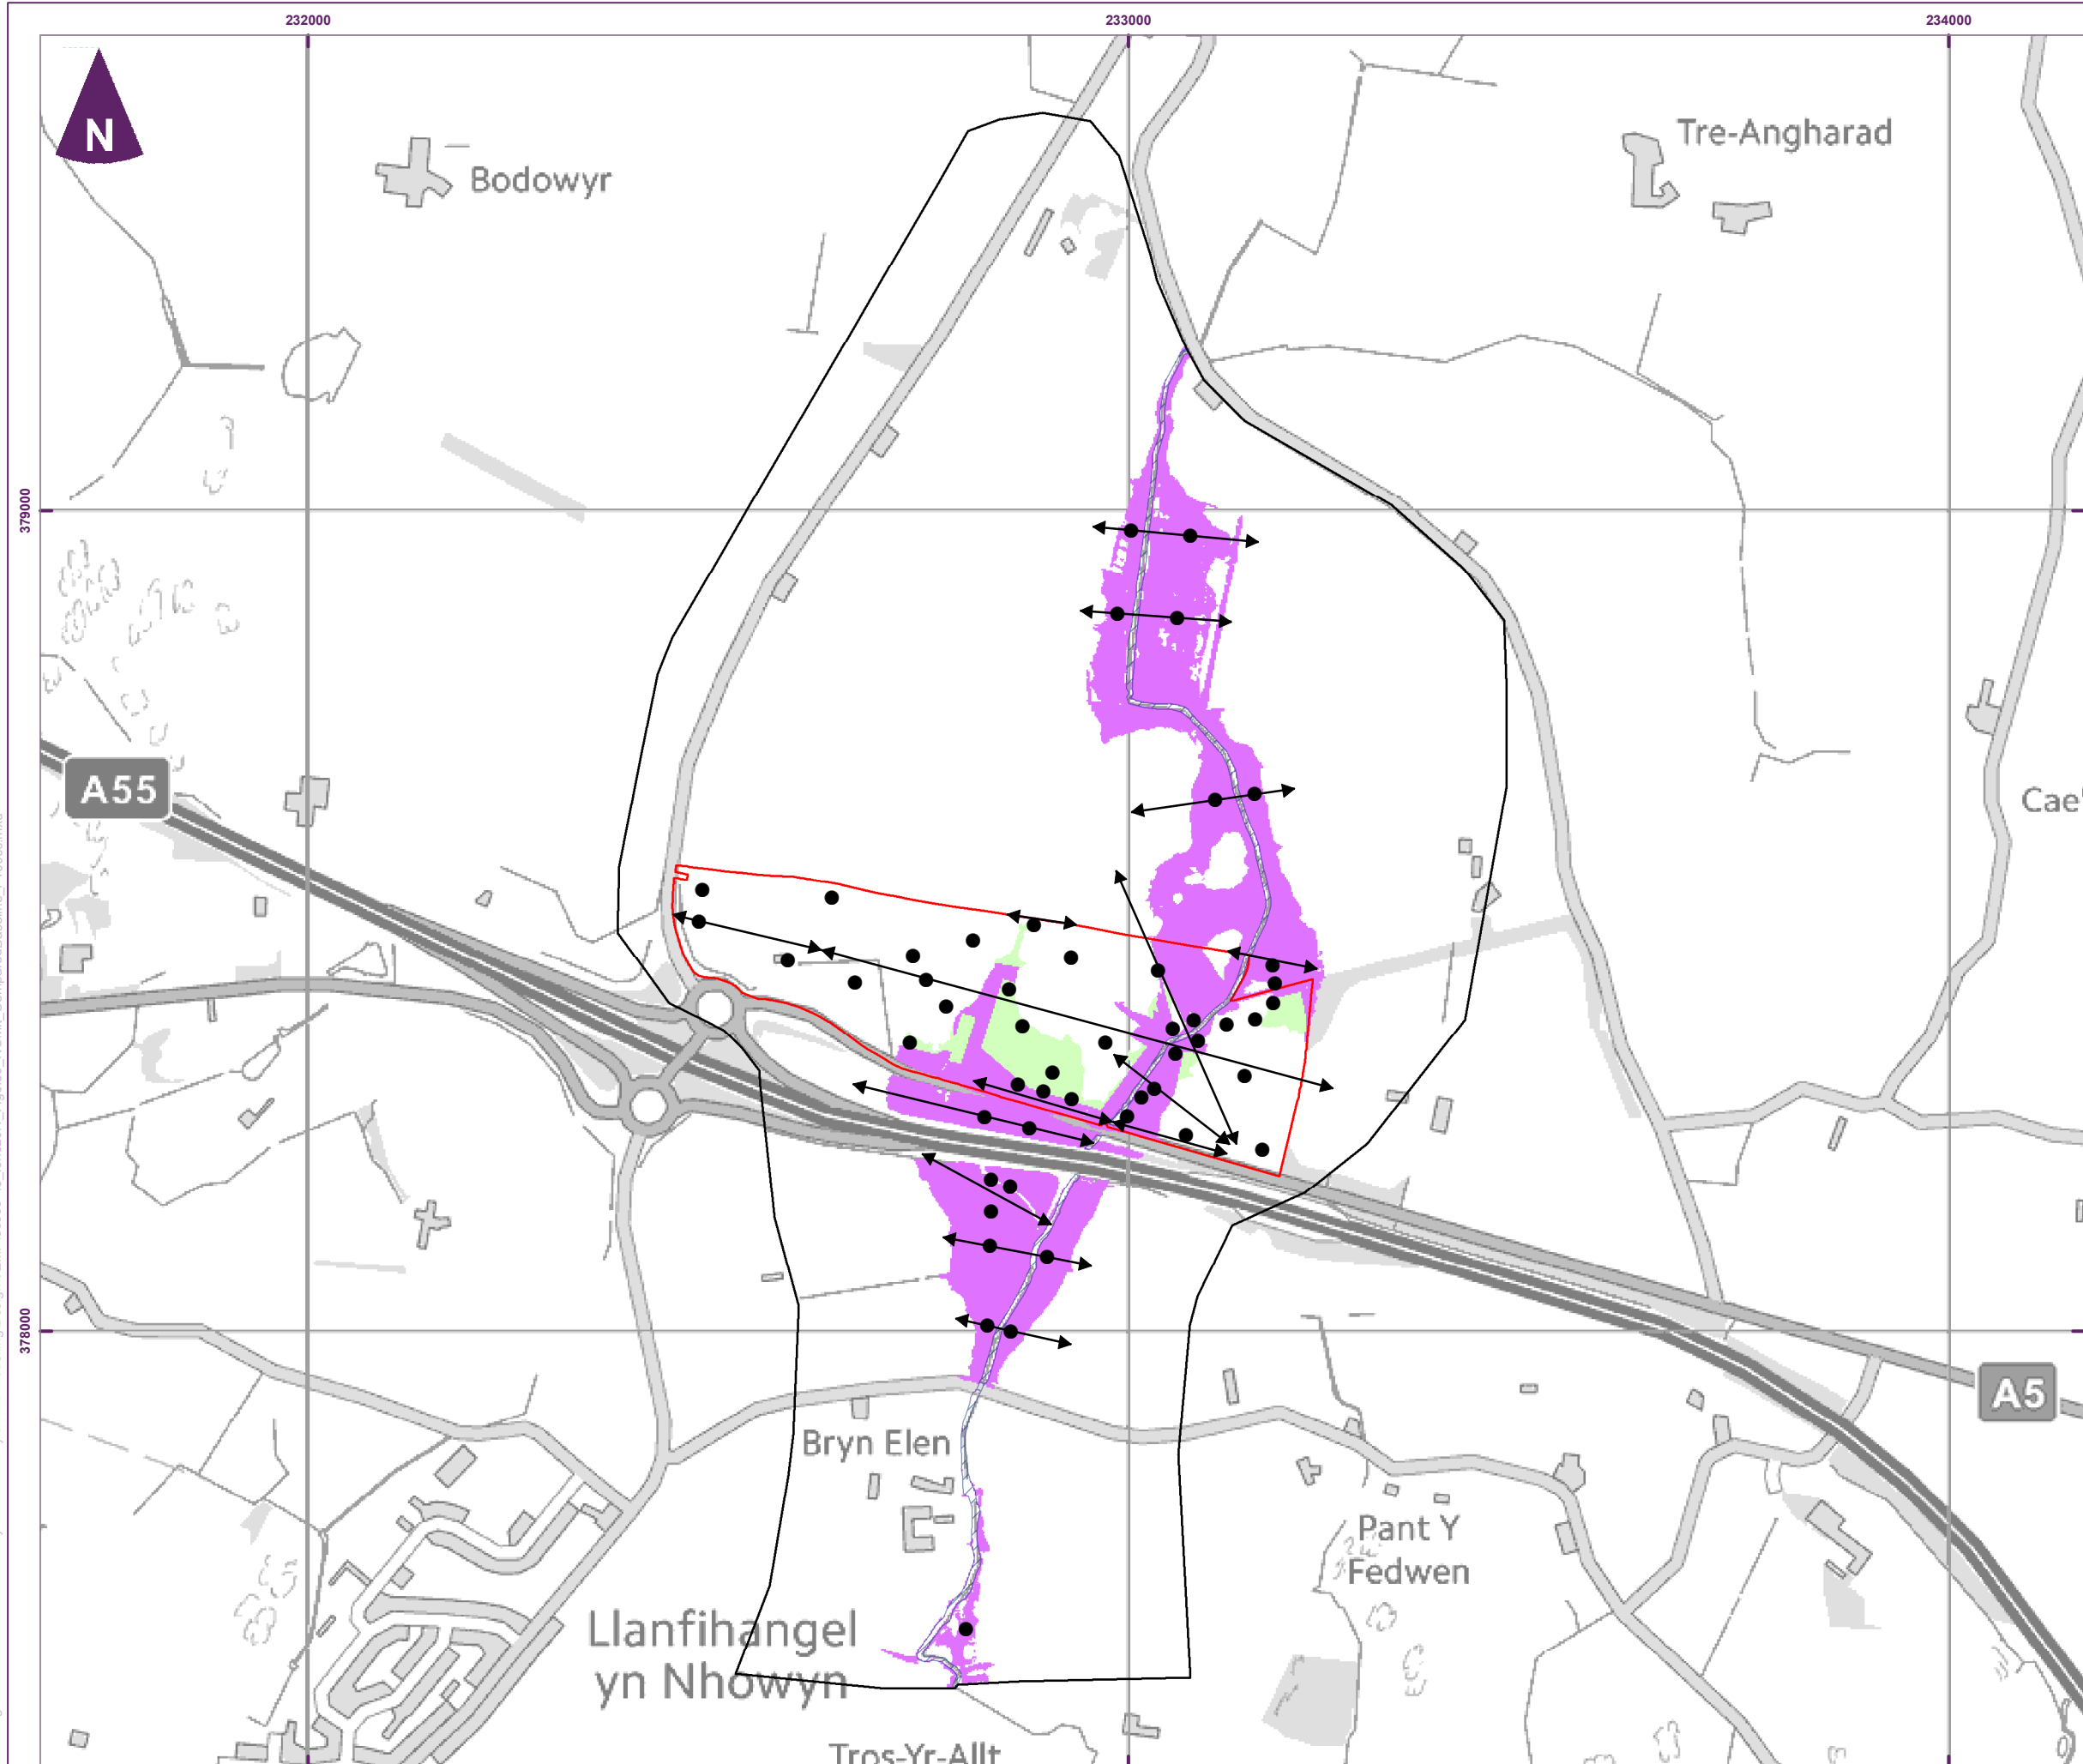 232000
233000
234000
N
Tre-Angharad
Bodowyr
379000
A55
Cae'
378000
A5
Bryn Elen
Pant Y
Fedwen
Llanfihangel
yn Nhowyn
Tros-Yr-Allt